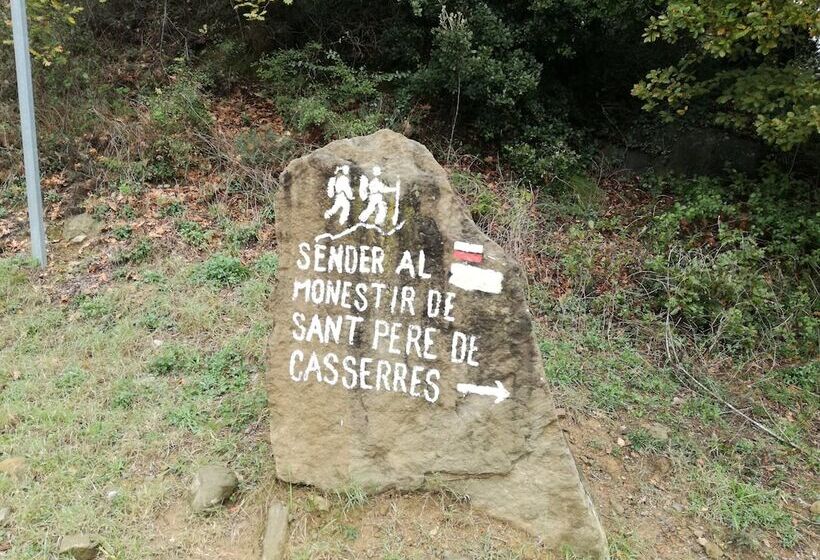 SENDER AL
MONESTIR DE
SANT PERE DE
CASSERRES →